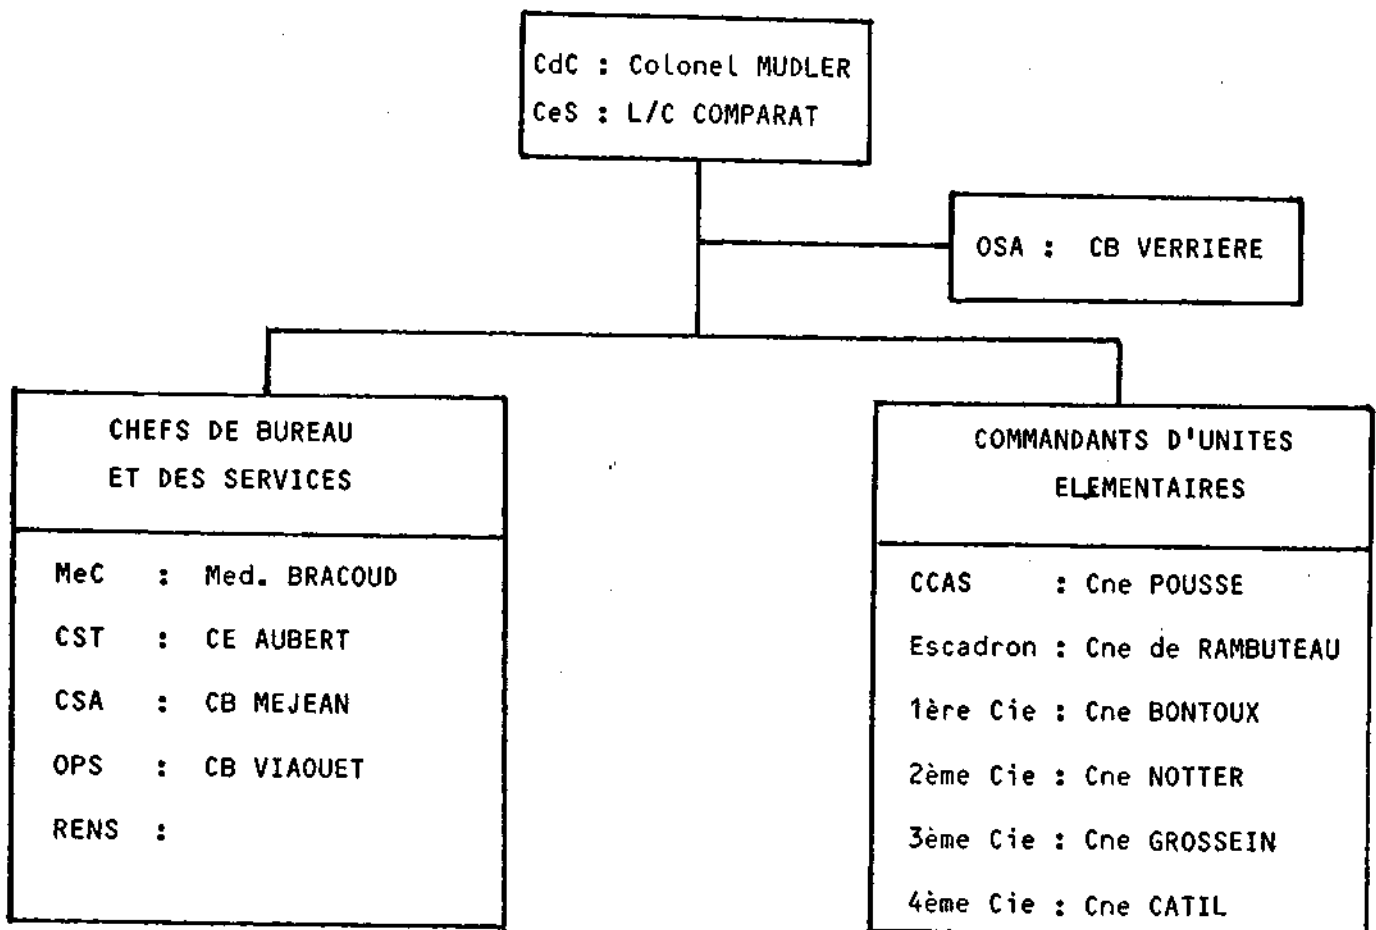 CdC : Colonel MUDLER
CeS : L/C COMPARAT
OSA : CB VERRIERE
CHEFS DE BUREAU
ET DES SERVICES
MeC : Med. BRACOUD
CST : CE AUBERT
CSA : CB MEJEAN
OPS : CB VIAOUET
RENS :
COMMANDANTS D'UNITES
ELEMENTAIRES
CCAS : Cne POUSSE
Escadron : Cne de RAMBUTEAU
1ère Cie : Cne BONTOUX
2ème Cie : Cne NOTTER
3ème Cie : Cne GROSSEIN
4ème Cie : Cne CATIL